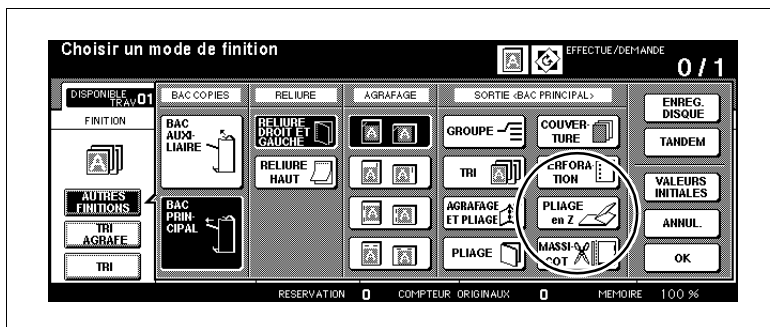 Choisir un mode de finition
EFFECTUE/DEMANDE
0/1
DISPONIBLE
TRAV01
FINITION
AUTRES
FINITIONS
TRI
AGRAFE
TRI
BAC COPIES
BAC
AUXI-
LIAIRE
BAC
PRIN-
CIPAL
RELIURE
RELIURE
DROIT ET
GAUCHE
RELIURE
HAUT
AGRAFAGE
SORTIE <BAC PRINCIPAL>
GROUPE
COUVER-
TURE
TRI
PERFORA-
TION
AGRAFAGE
ET PLIAGE
PLIAGE
en Z
PLIAGE
MASSI-
COT
ENREG.
DISQUE
TANDEM
VALEURS
INITIALES
ANNUL.
OK
RESERVATION 0 COMPTEUR ORIGINAUX 0 MEMOIRE 100 %